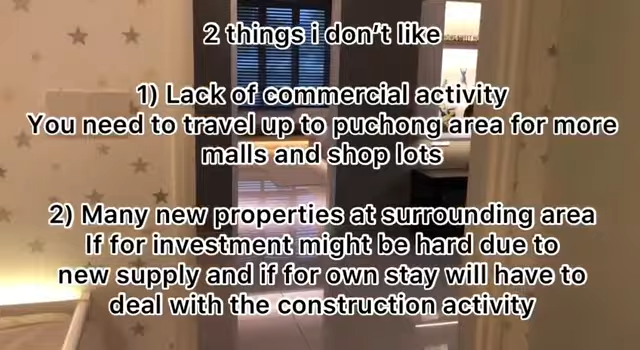 2 things i don't like
1) Lack of commercial activity
You need to travel up to puchong area for more
malls and shop lots
2) Many new properties at surrounding area
If for investment might be hard due to
new supply and if for own stay will have to
deal with the construction activity